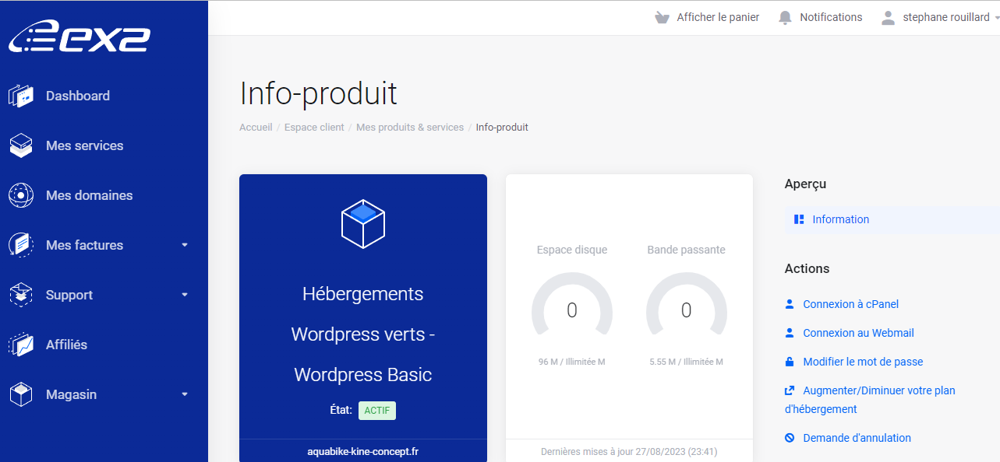 ex2
Afficher le panier
Notifications
stephane rouillard
Dashboard
Mes services
Mes domaines
Mes factures
Support
Affiliés
Magasin
Info-produit
Accueil / Espace client / Mes produits & services / Info-produit
Hébergements
Wordpress verts -
Wordpress Basic
État: ACTIF
aquabike-kine-concept.fr
Espace disque
0
96 M / Illimitée M
Bande passante
0
5.55 M / Illimitée M
Dernières mises à jour 27/08/2023 (23:41)
Aperçu
Information
Actions
Connexion à cPanel
Connexion au Webmail
Modifier le mot de passe
Augmenter/Diminuer votre plan
d'hébergement
Demande d'annulation